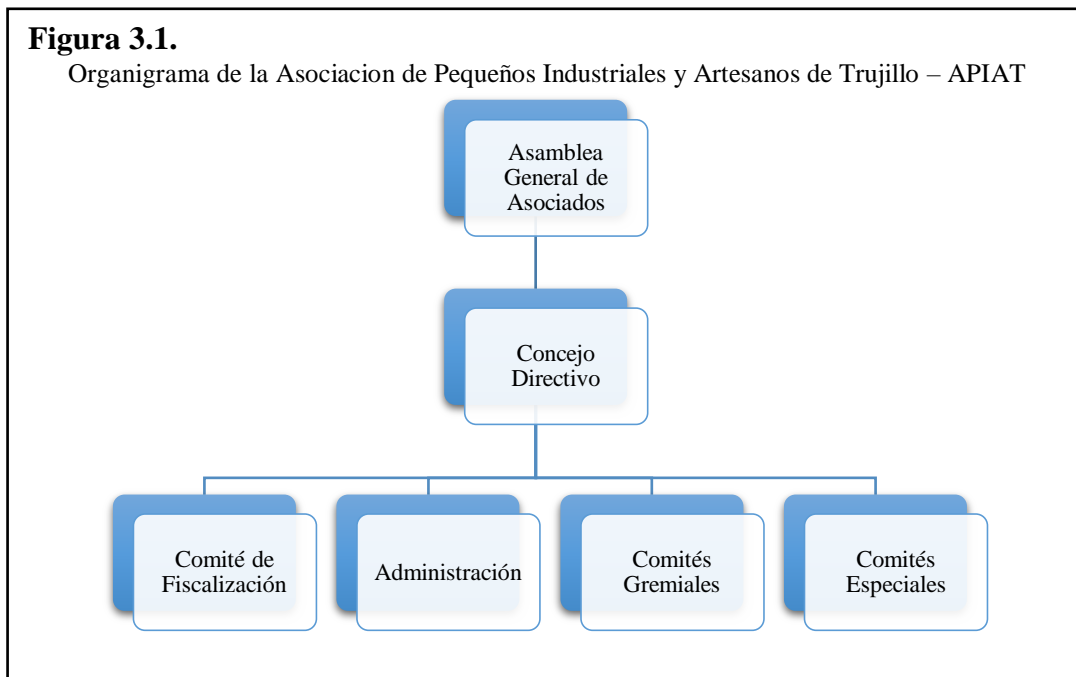 Figura 3.1.
Organigrama de la Asociacion de Pequeños Industriales y Artesanos de Trujillo – APIAT
Asamblea
General de
Asociados
Concejo
Directivo
Comité de
Fiscalización
Administración
Comités
Gremiales
Comités
Especiales